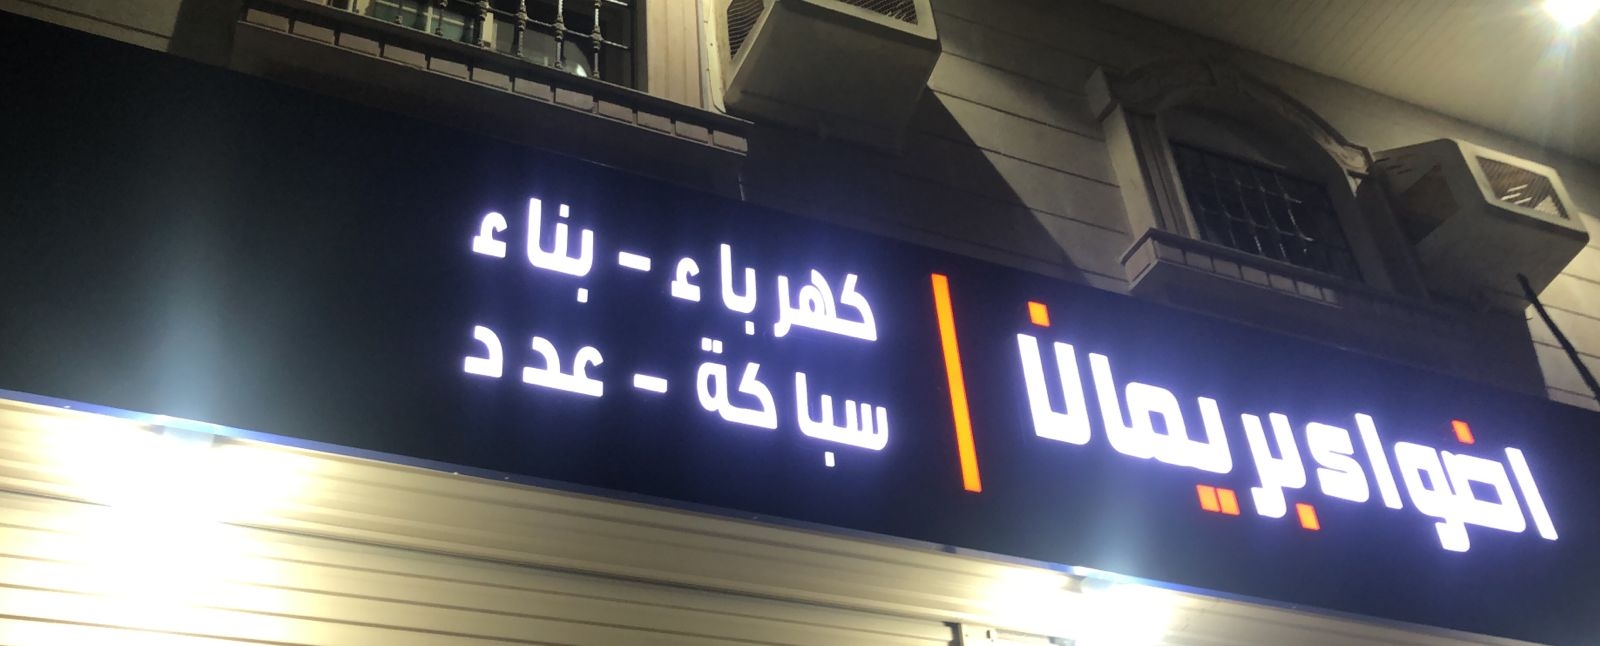 اضواء بريمان
كهرباء - بناء
سباكة - عدد